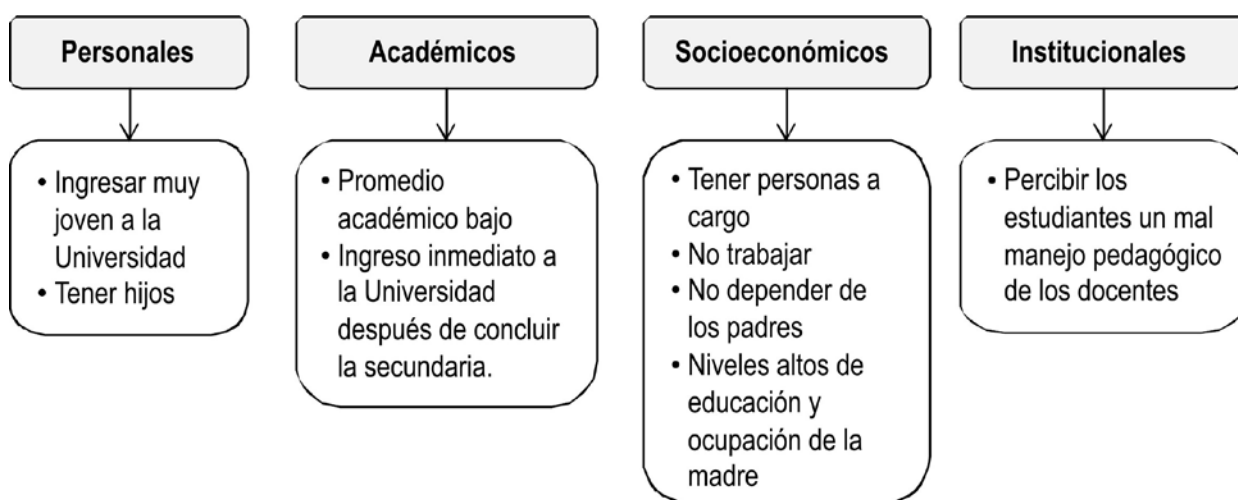 Personales
• Ingresar muy
joven a la
Universidad
• Tener hijos
Académicos
• Promedio
académico bajo
• Ingreso inmediato a
la Universidad
después de concluir
la secundaria.
Socioeconómicos
• Tener personas a
cargo
• No trabajar
• No depender de
los padres
• Niveles altos de
educación y
ocupación de la
madre
Institucionales
• Percibir los
estudiantes un mal
manejo pedagógico
de los docentes